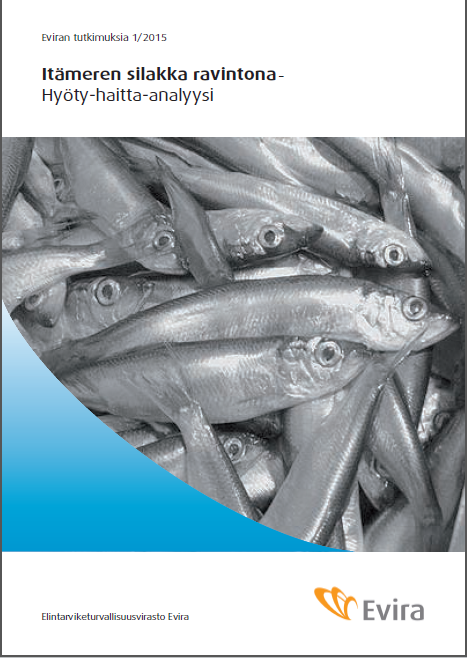 Eviran tutkimuksia 1/2015
Itämeren silakka ravintona-
Hyöty-haitta-analyysi
Elintarviketurvallisuusvirasto Evira
Evira